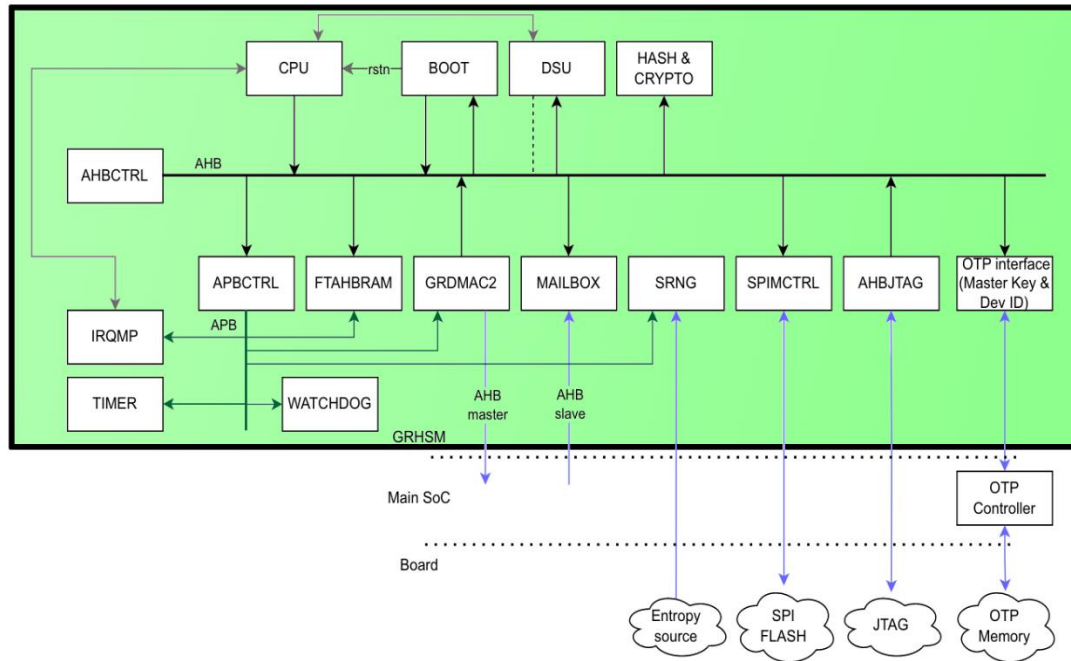 CPU
rstn
BOOT
DSU
HASH &
CRYPTO
AHBCTRL
AHB
APBCTRL
FTAHBRAM
GRDMAC2
MAILBOX
SRNG
SPIMCTRL
AHBJTAG
OTP interface
(Master Key &
Dev ID)
IRQMP
APB
TIMER
WATCHDOG
AHB
master
AHB
slave
GRHSM
Main SoC
OTP
Controller
Board
Entropy
source
SPI
FLASH
JTAG
OTP
Memory